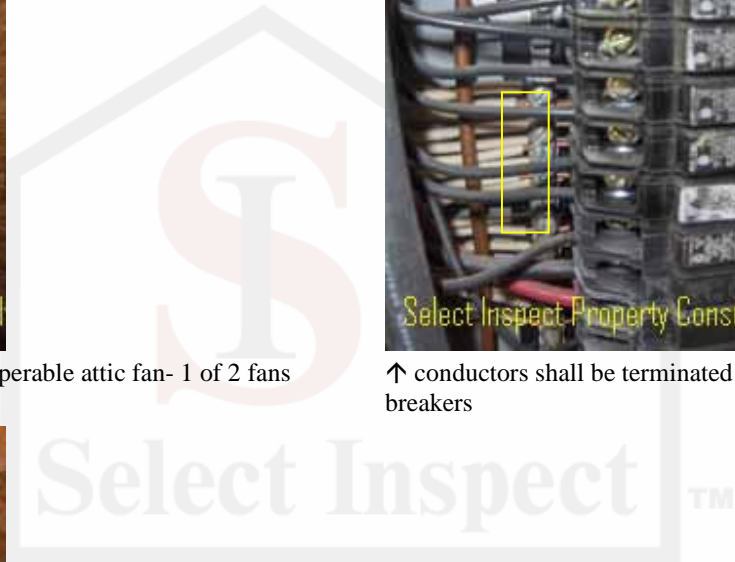 Select Inspect Property Cons
perable attic fan- 1 of 2 fans
↑ conductors shall be terminated
breakers
S
I
Select Inspect TM